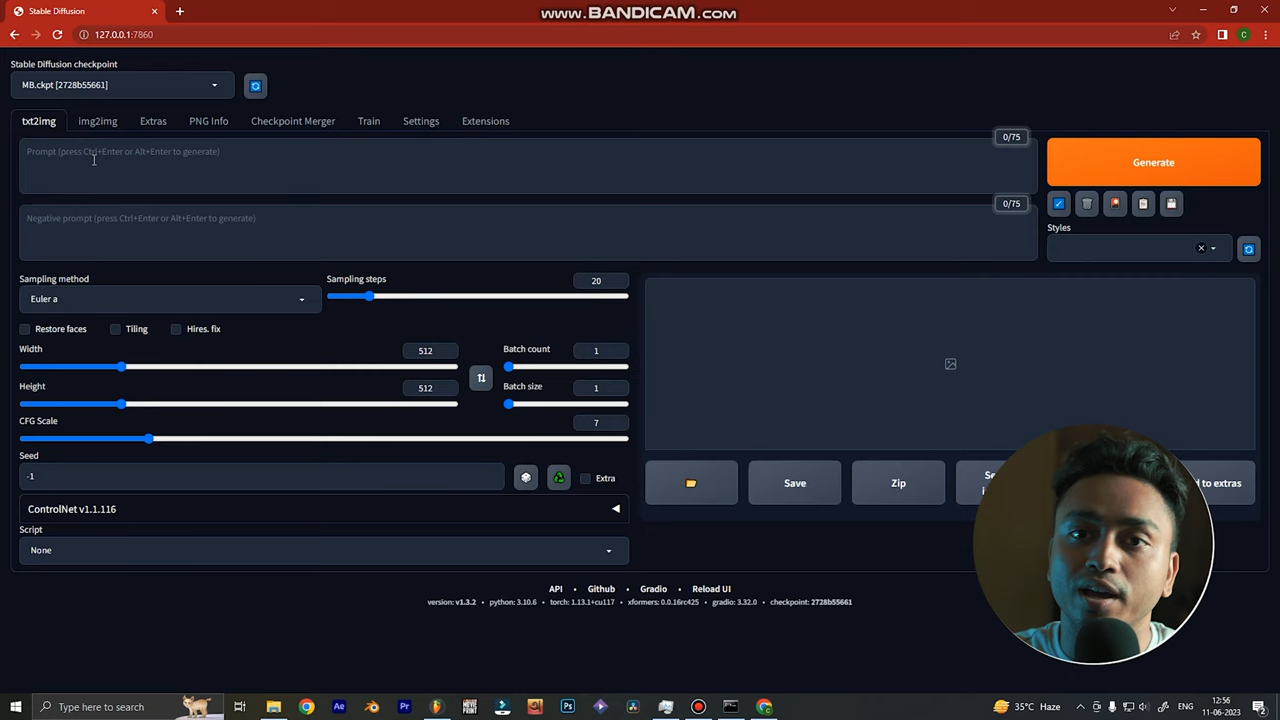 www.BANDICAM.com
Stable Diffusion
127.0.0.1:7860
Stable Diffusion checkpoint
MB.ckpt [2728b55661]
txt2img
img2img
Extras
PNG Info
Checkpoint Merger
Train
Settings
Extensions
Prompt (press Ctrl+Enter or Alt+Enter to generate)
0/75
Generate
Negative prompt (press Ctrl+Enter or Alt+Enter to generate)
0/75
Styles
Sampling method
Euler a
Sampling steps
20
Restore faces
Tiling
Hires. fix
Width
512
Height
512
Batch count
1
Batch size
1
CFG Scale
7
Seed
-1
Extra
ControlNet v1.1.116
Script
None
Save
Zip
to extras
API • Github • Gradio • Reload UI
version: v1.3.2 • python: 3.10.6 • torch: 1.13.1+cu117 • xformers: 0.0.16rc425 • gradio: 3.32.0 • checkpoint: 2728b55661
Type here to search
Ae
Pr
Ps
35°C Haze
ENG
12:56
11-06-2023